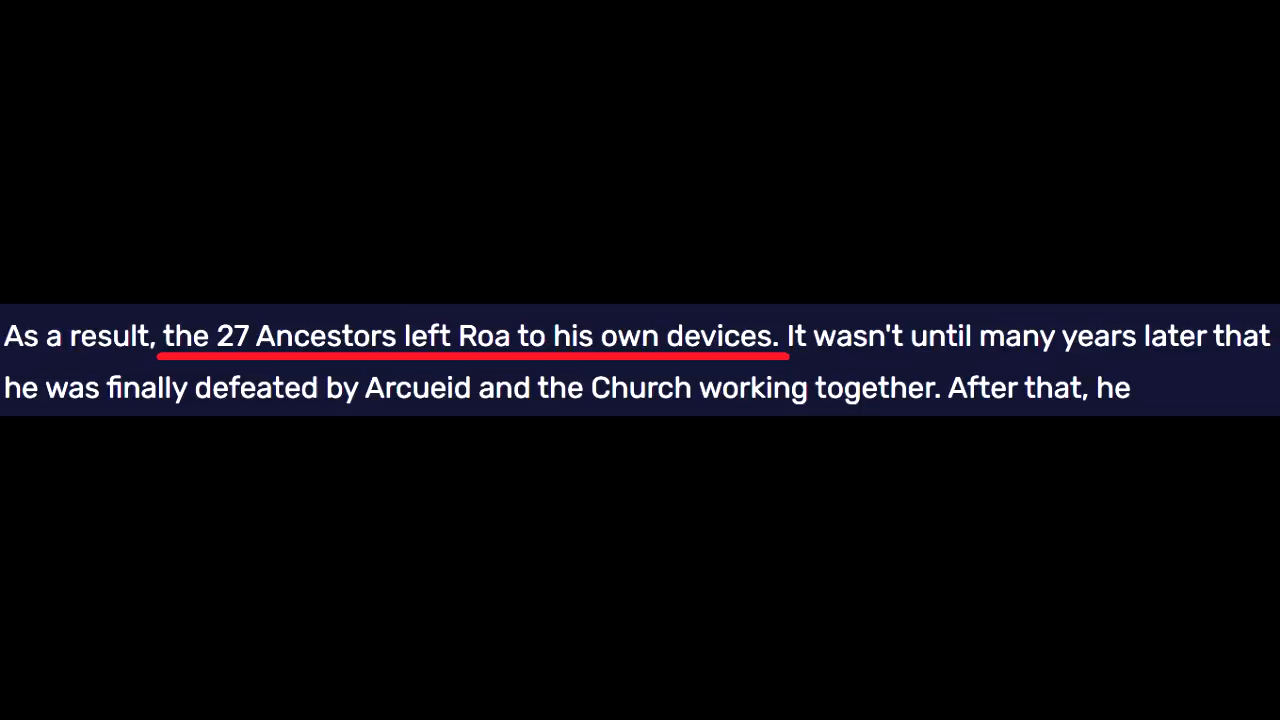 As a result, the 27 Ancestors left Roa to his own devices. It wasn't until many years later that
he was finally defeated by Arcueid and the Church working together. After that, he